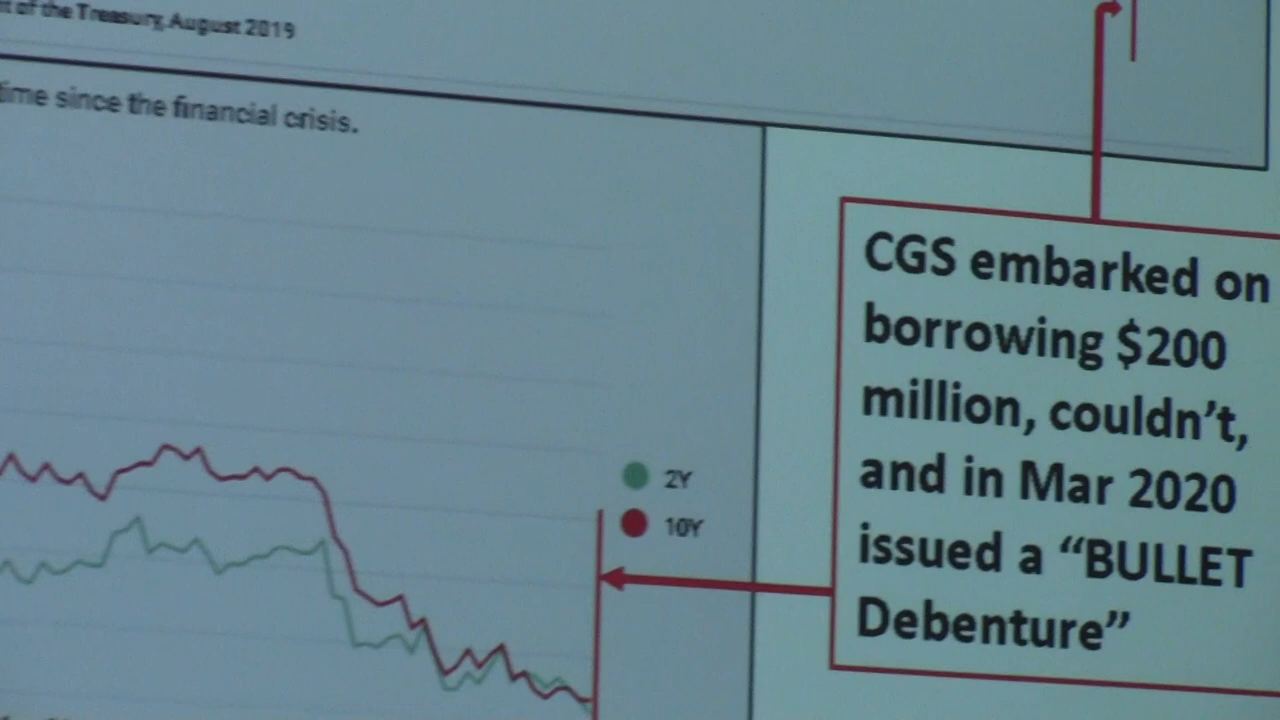 of the Treasury, August 2019
time since the financial crisis.
CGS embarked on
borrowing $200
million, couldn’t,
and in Mar 2020
issued a “BULLET
Debenture”
2Y
10Y